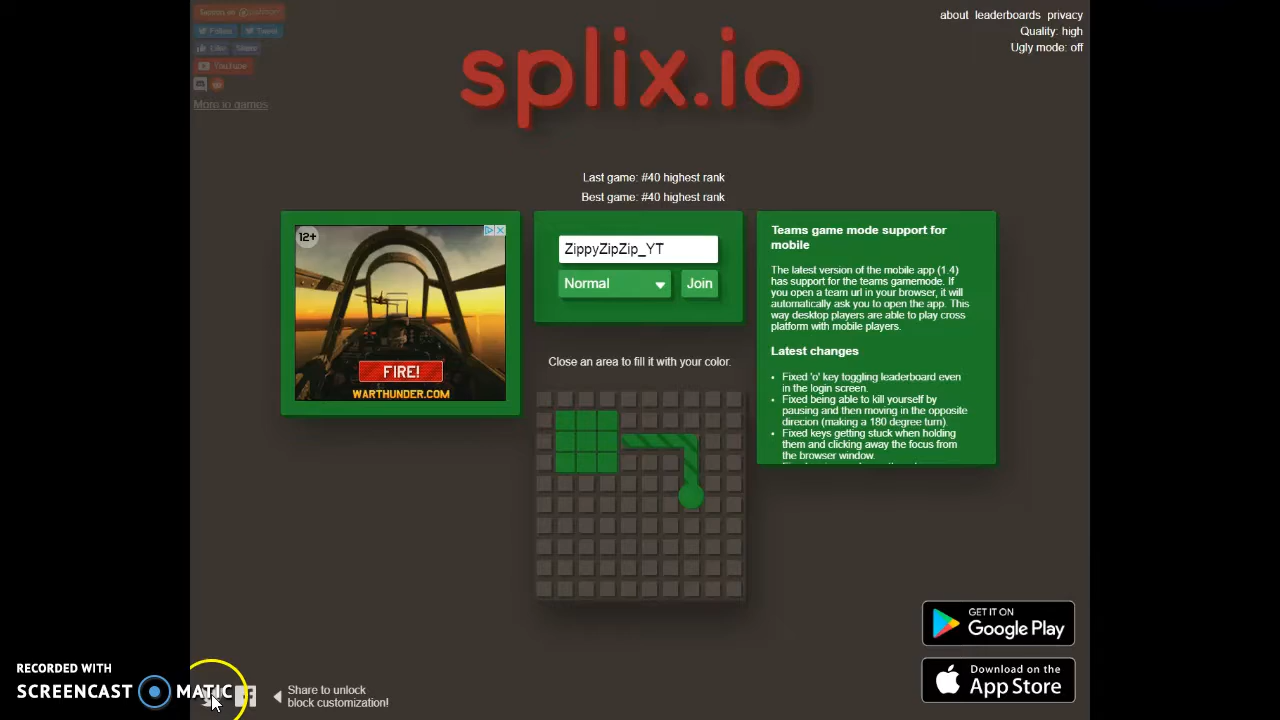 Follow
Tweet
Like
Share
YouTube
More io games
about leaderboards privacy
Quality: high
Ugly mode: off
splix.io
Last game: #40 highest rank
Best game: #40 highest rank
12+
FIRE!
WARTHUNDER.COM
ZippyZipZip_YT
Normal
Join
Close an area to fill it with your color.
Teams game mode support for
mobile
The latest version of the mobile app (1.4)
has support for the teams gamemode. If
you open a team url in your browser, it will
automatically ask you to open the app. This
way desktop players are able to play cross
platform with mobile players.
Latest changes
• Fixed 'o' key toggling leaderboard even
in the login screen.
• Fixed being able to kill yourself by
pausing and then moving in the opposite
direcion (making a 180 degree turn).
• Fixed keys getting stuck when holding
them and clicking away the focus from
the browser window.
GET IT ON
Google Play
Download on the
App Store
RECORDED WITH
SCREENCAST MATIC
Share to unlock
block customization!